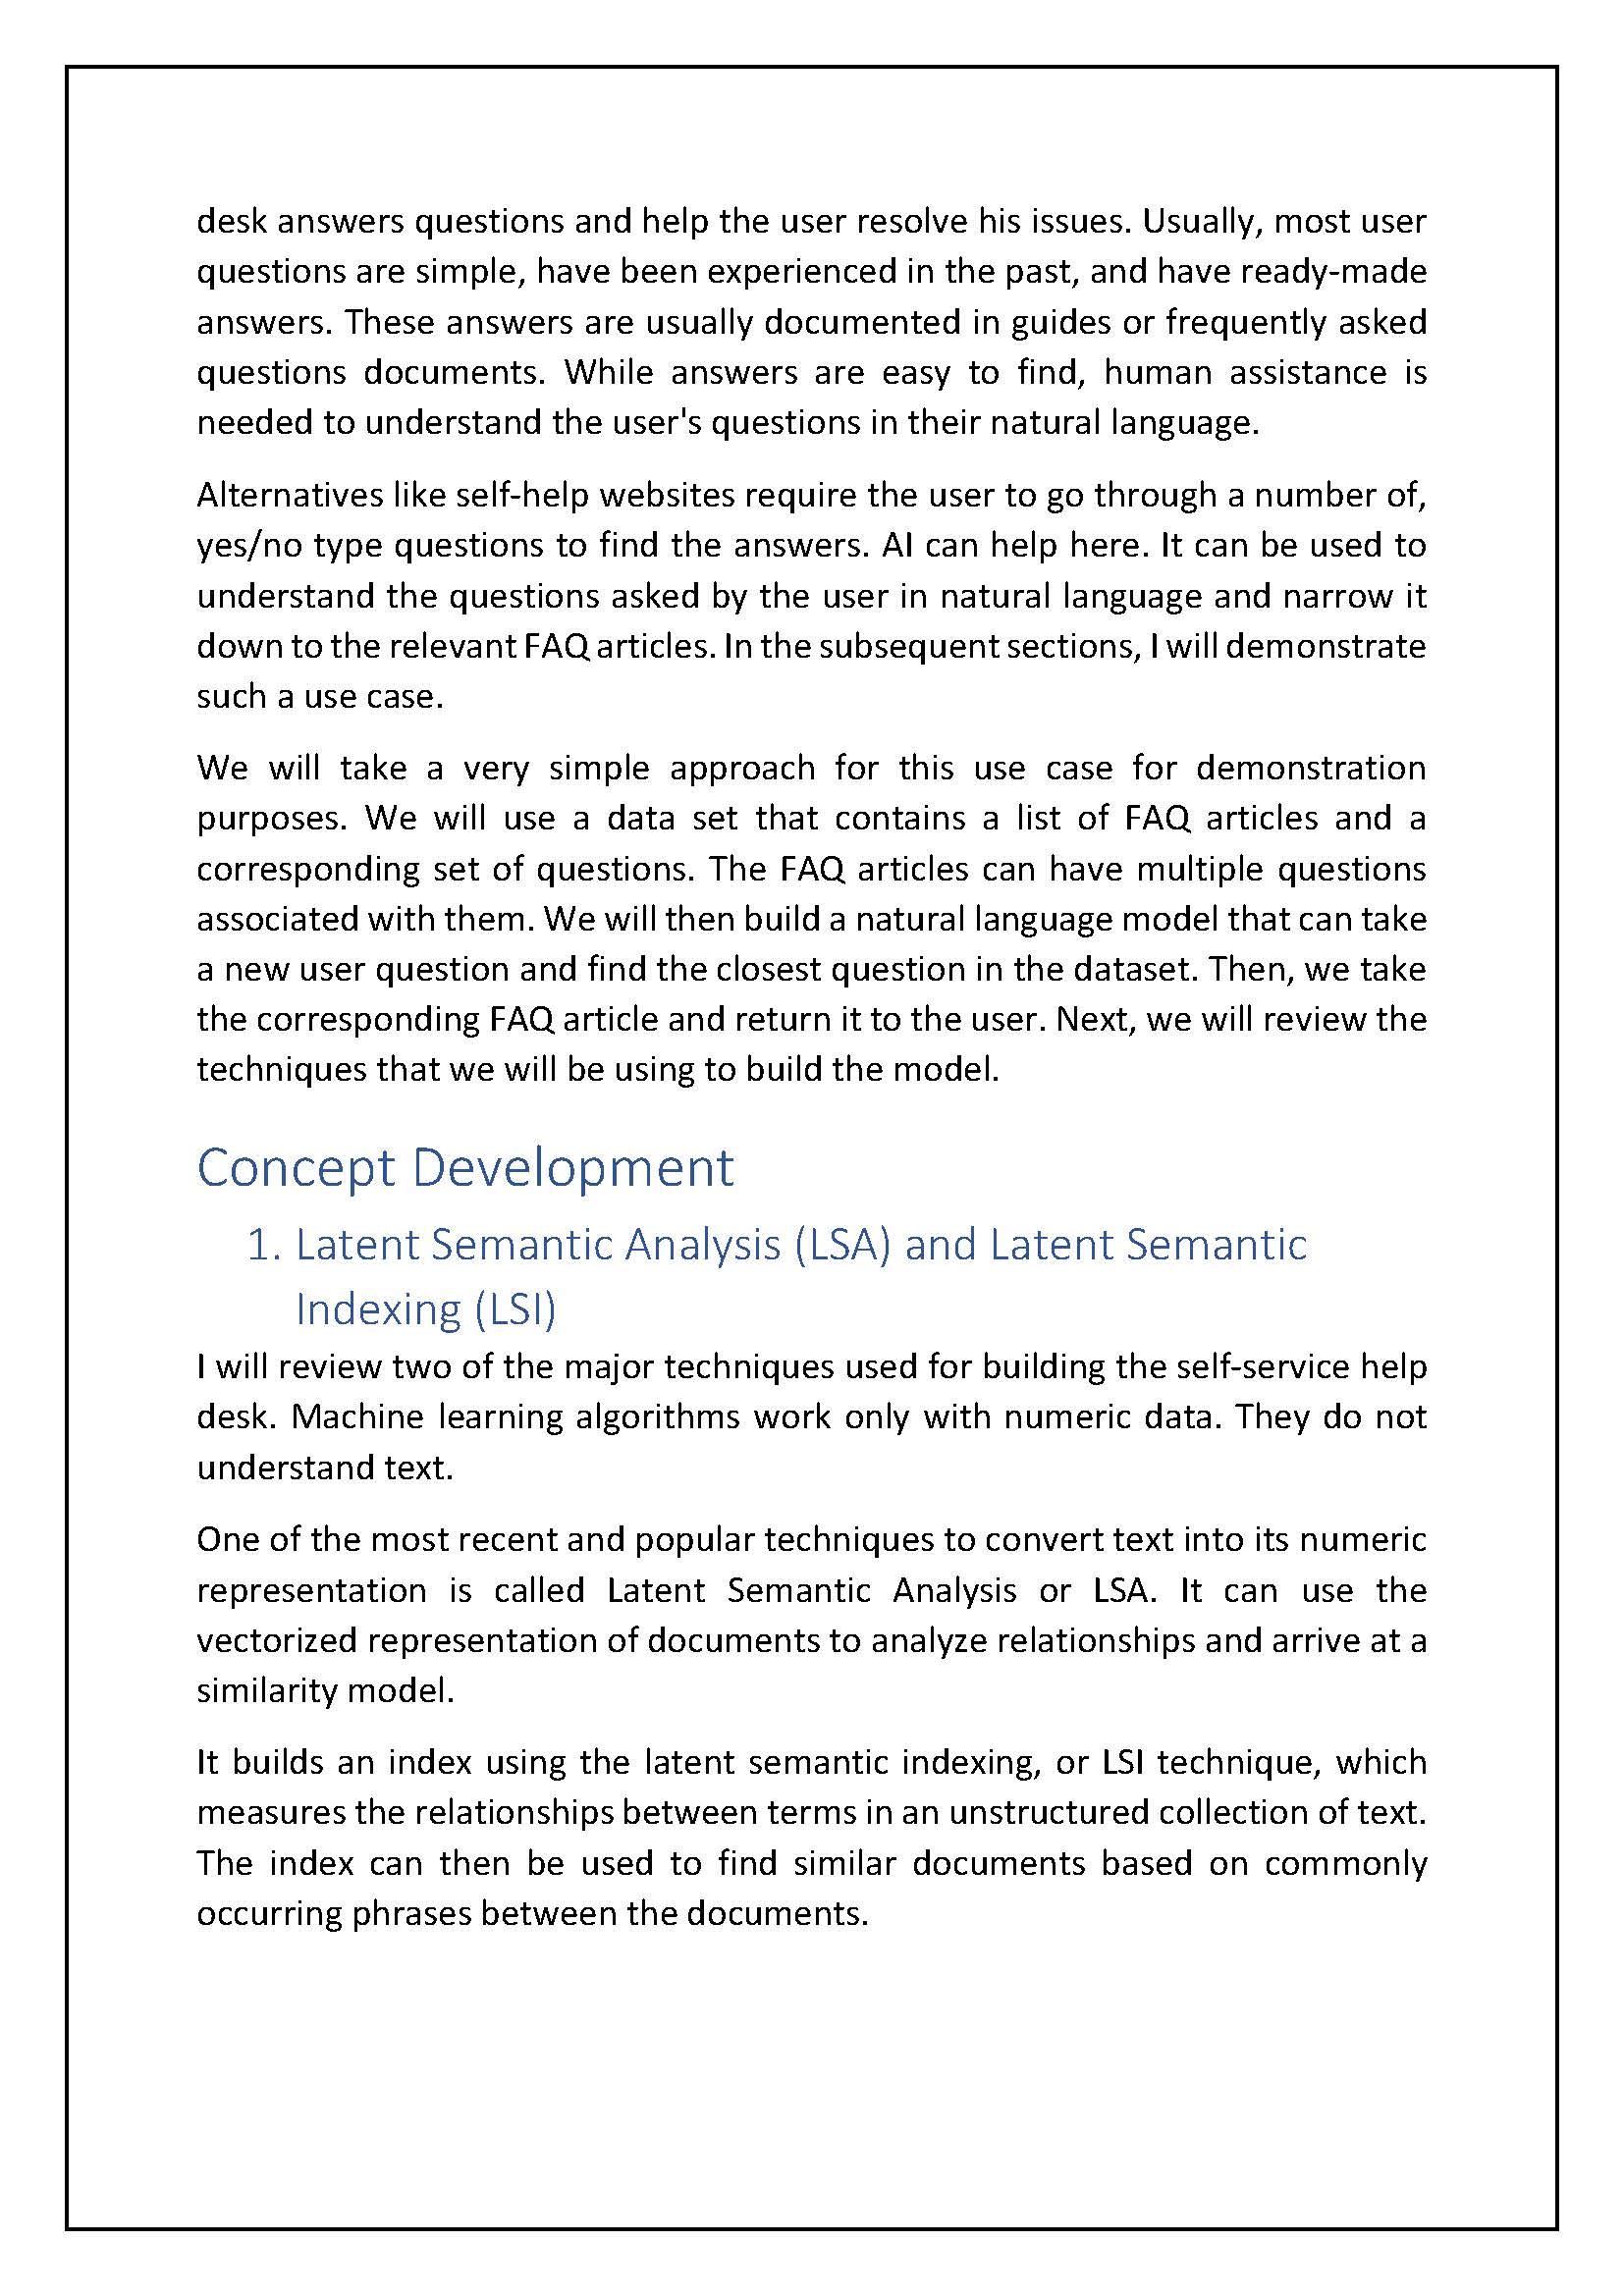 desk answers questions and help the user resolve his issues. Usually, most user
questions are simple, have been experienced in the past, and have ready-made
answers. These answers are usually documented in guides or frequently asked
questions documents. While answers are easy to find, human assistance is
needed to understand the user's questions in their natural language.
Alternatives like self-help websites require the user to go through a number of,
yes/no type questions to find the answers. AI can help here. It can be used to
understand the questions asked by the user in natural language and narrow it
down to the relevant FAQ articles. In the subsequent sections, I will demonstrate
such a use case.
We will take a very simple approach for this use case for demonstration
purposes. We will use a data set that contains a list of FAQ articles and a
corresponding set of questions. The FAQ articles can have multiple questions
associated with them. We will then build a natural language model that can take
a new user question and find the closest question in the dataset. Then, we take
the corresponding FAQ article and return it to the user. Next, we will review the
techniques that we will be using to build the model.
Concept Development
1. Latent Semantic Analysis (LSA) and Latent Semantic
Indexing (LSI)
I will review two of the major techniques used for building the self-service help
desk. Machine learning algorithms work only with numeric data. They do not
understand text.
One of the most recent and popular techniques to convert text into its numeric
representation is called Latent Semantic Analysis or LSA. It can use the
vectorized representation of documents to analyze relationships and arrive at a
similarity model.
It builds an index using the latent semantic indexing, or LSI technique, which
measures the relationships between terms in an unstructured collection of text.
The index can then be used to find similar documents based on commonly
occurring phrases between the documents.